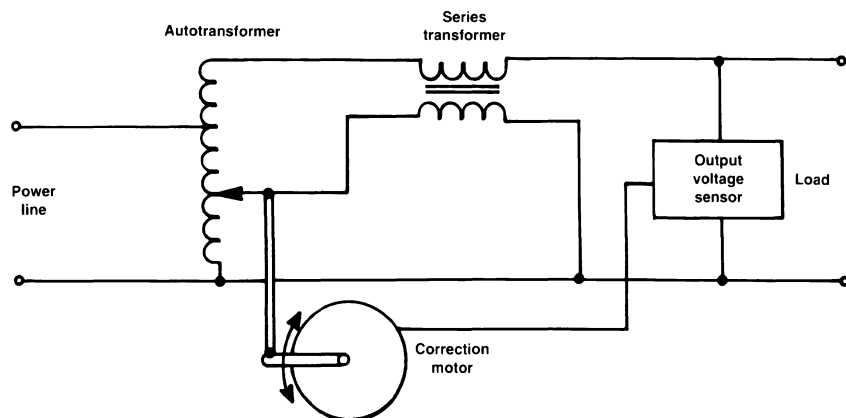 Series
transformer
Autotransformer
Output
voltage
sensor
Load
Power
line
Correction
motor